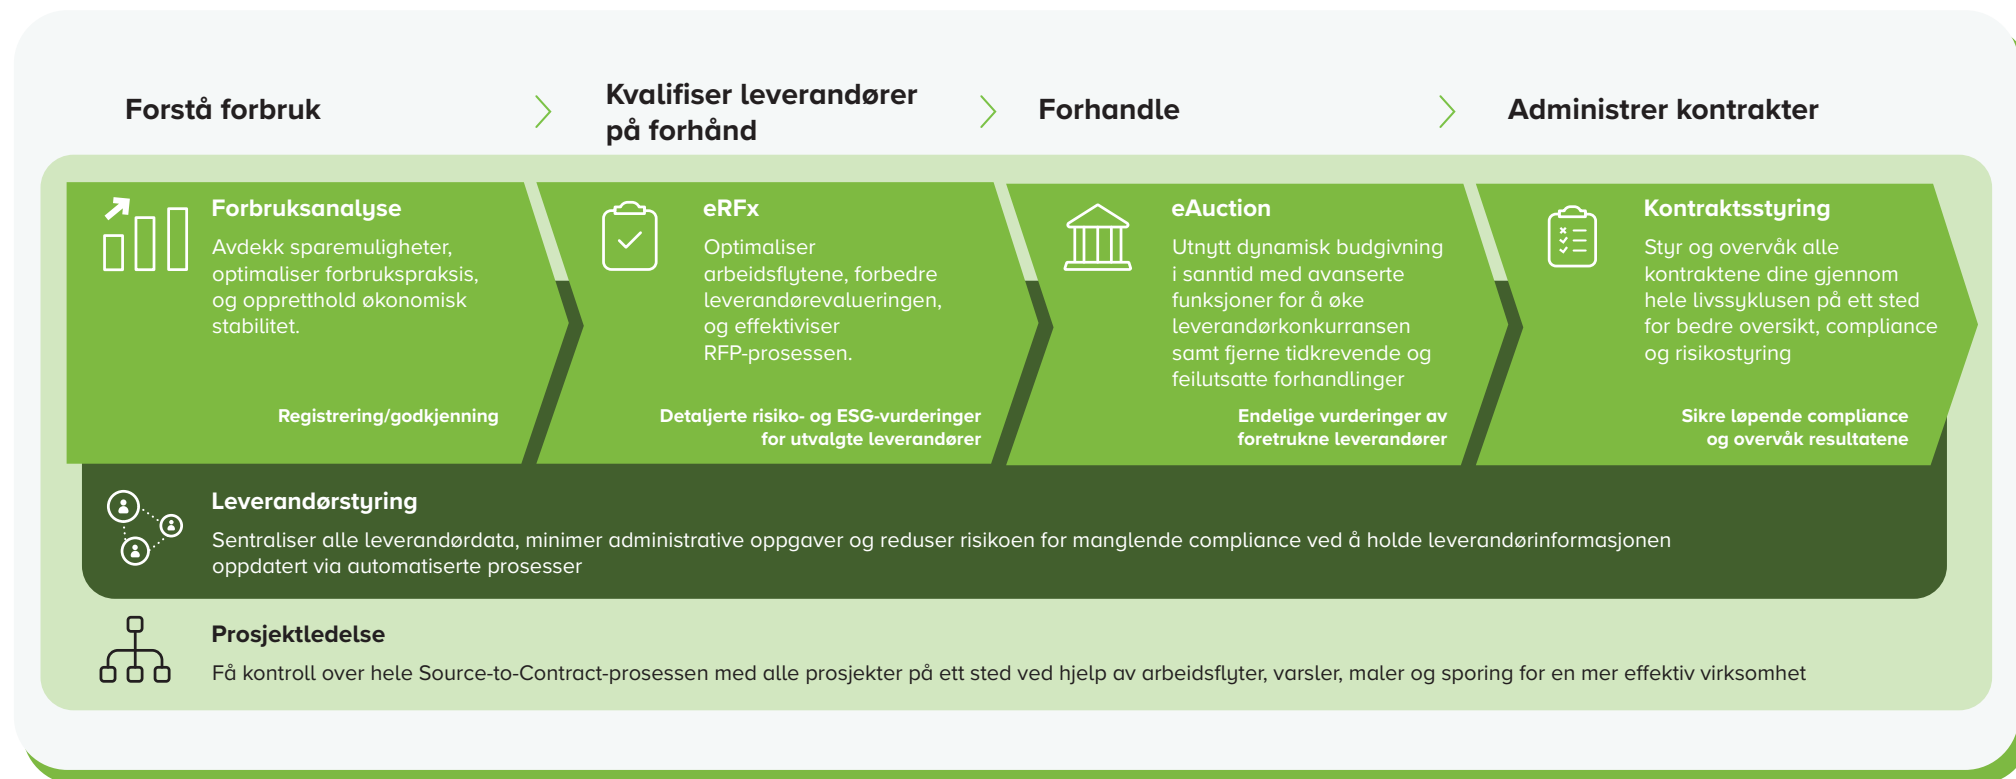 Forstå forbruk
Kvalifiser leverandører
på forhånd
Forhandle
Administrer kontrakter
Forbruksanalyse
Avdekk sparemuligheter,
optimaliser forbrukspraksis,
og oppretthold økonomisk
stabilitet.
Registrering/godkjenning
eRFx
Optimaliser
arbeidsflytene, forbedre
leverandørevalueringen,
og effektiviser
RFP-prosessen.
Detaljerte risiko- og ESG-vurderinger
for utvalgte leverandører
eAuction
Utnytt dynamisk budgivning
i sanntid med avanserte
funksjoner for å øke
leverandørkonkurransen
samt fjerne tidkrevende og
feilutsatte forhandlinger
Endelige vurderinger av
foretrukne leverandører
Kontraktsstyring
Styr og overvåk alle
kontraktene dine gjennom
hele livssyklusen på ett sted
for bedre oversikt, compliance
og risikostyring
Sikre løpende compliance
og overvåk resultatene
Leverandørstyring
Sentraliser alle leverandørdata, minimer administrative oppgaver og reduser risikoen for manglende compliance ved å holde leverandørinformasjonen
oppdatert via automatiserte prosesser
Prosjektledelse
Få kontroll over hele Source-to-Contract-prosessen med alle prosjekter på ett sted ved hjelp av arbeidsflyter, varsler, maler og sporing for en mer effektiv virksomhet